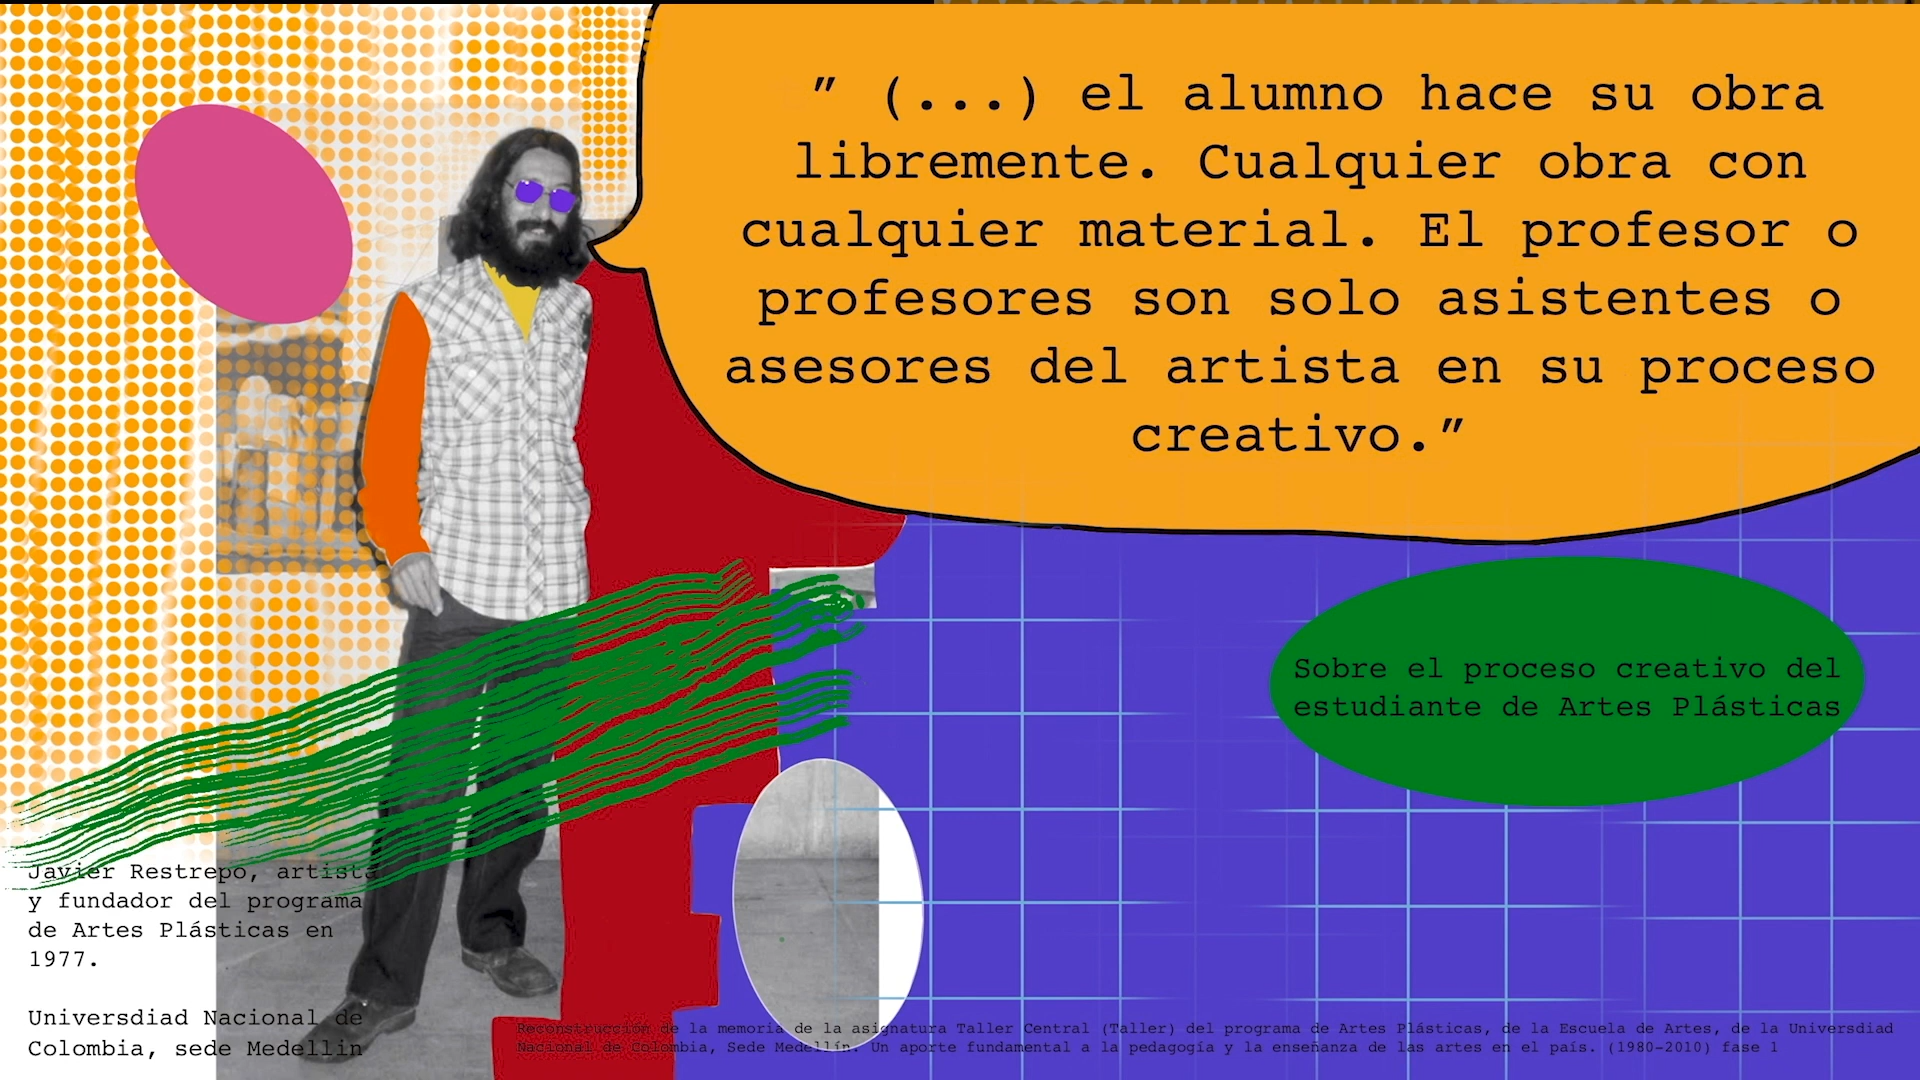 " (...) el alumno hace su obra
libremente. Cualquier obra con
cualquier material. El profesor o
profesores son solo asistentes o
asesores del artista en su proceso
creativo."
Sobre el proceso creativo del
estudiante de Artes Plásticas
Javier Restrepo, artista
y fundador del programa
de Artes Plásticas en
1977.
Universdiad Nacional de
Colombia, sede Medellin
Reconstrucción de la memoria de la asignatura Taller Central (Taller) del programa de Artes Plásticas, de la Escuela de Artes, de la Universdiad
Nacional de Colombia, Sede Medellín. Un aporte fundamental a la pedagogía y la enseñanza de las artes en el país. (1980-2010) fase 1